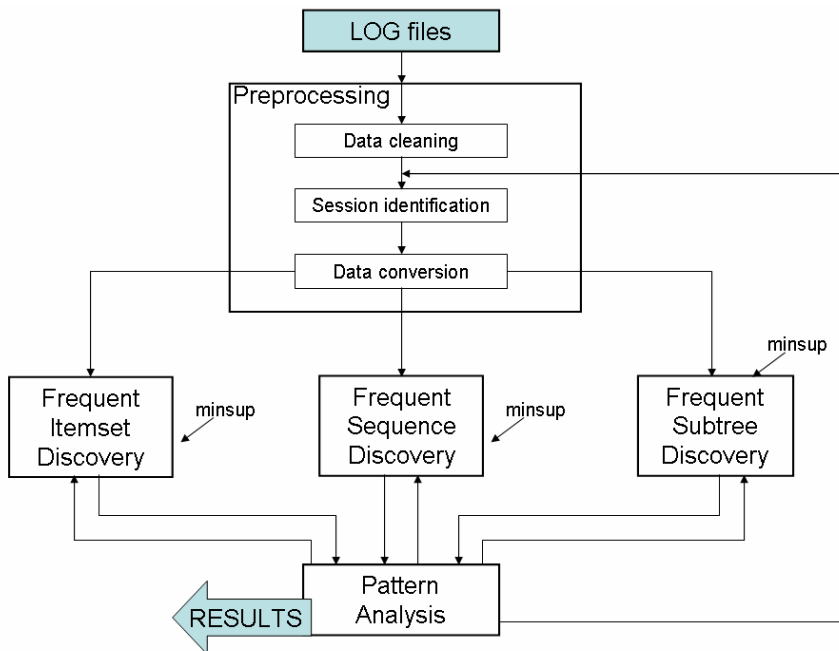 LOG files
Preprocessing
Data cleaning
Session identification
Data conversion
minsup
Frequent
Itemset
Discovery
minsup
Frequent
Sequence
Discovery
minsup
Frequent
Subtree
Discovery
Pattern
Analysis
RESULTS